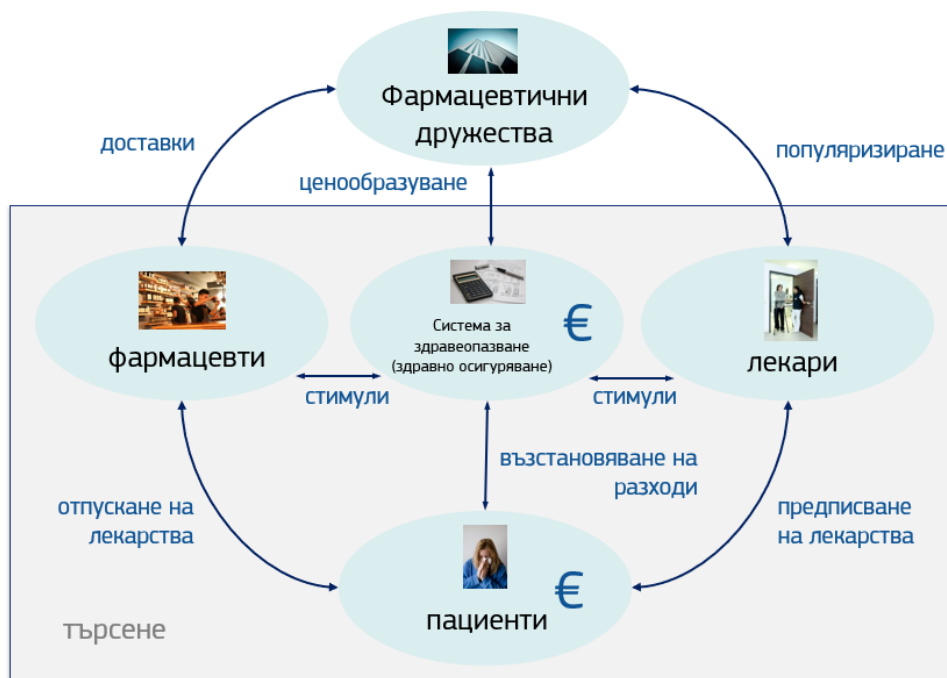 Фармацевтични
дружества
доставки
популяризиране
ценообразуване
фармацевти
Система за
здравеопазване
(здравно осигуряване)
€
лекари
стимули
стимули
възстановяване на
разходи
отпускане на
лекарства
предписване
на лекарства
€
пациенти
търсене